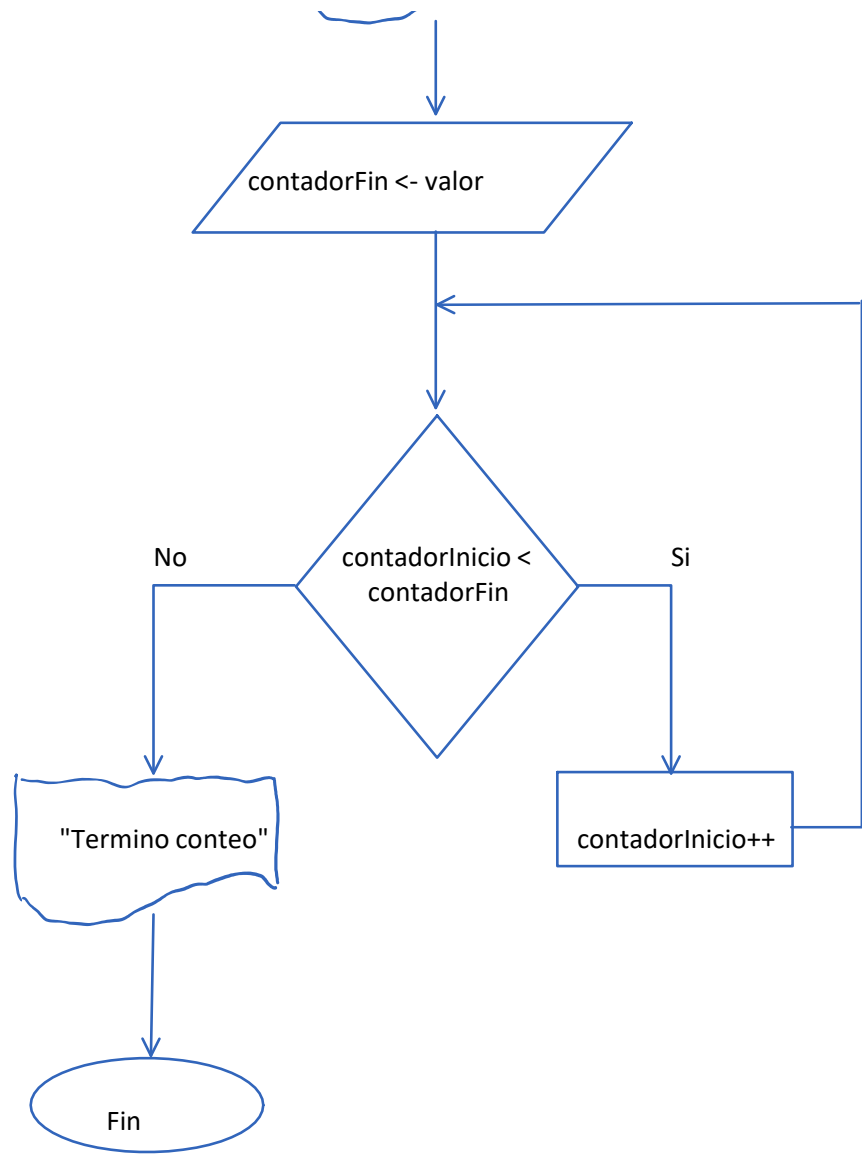 contadorFin <- valor
No
contadorInicio <
contadorFin
Si
"Termino conteo"
contadorInicio++
Fin